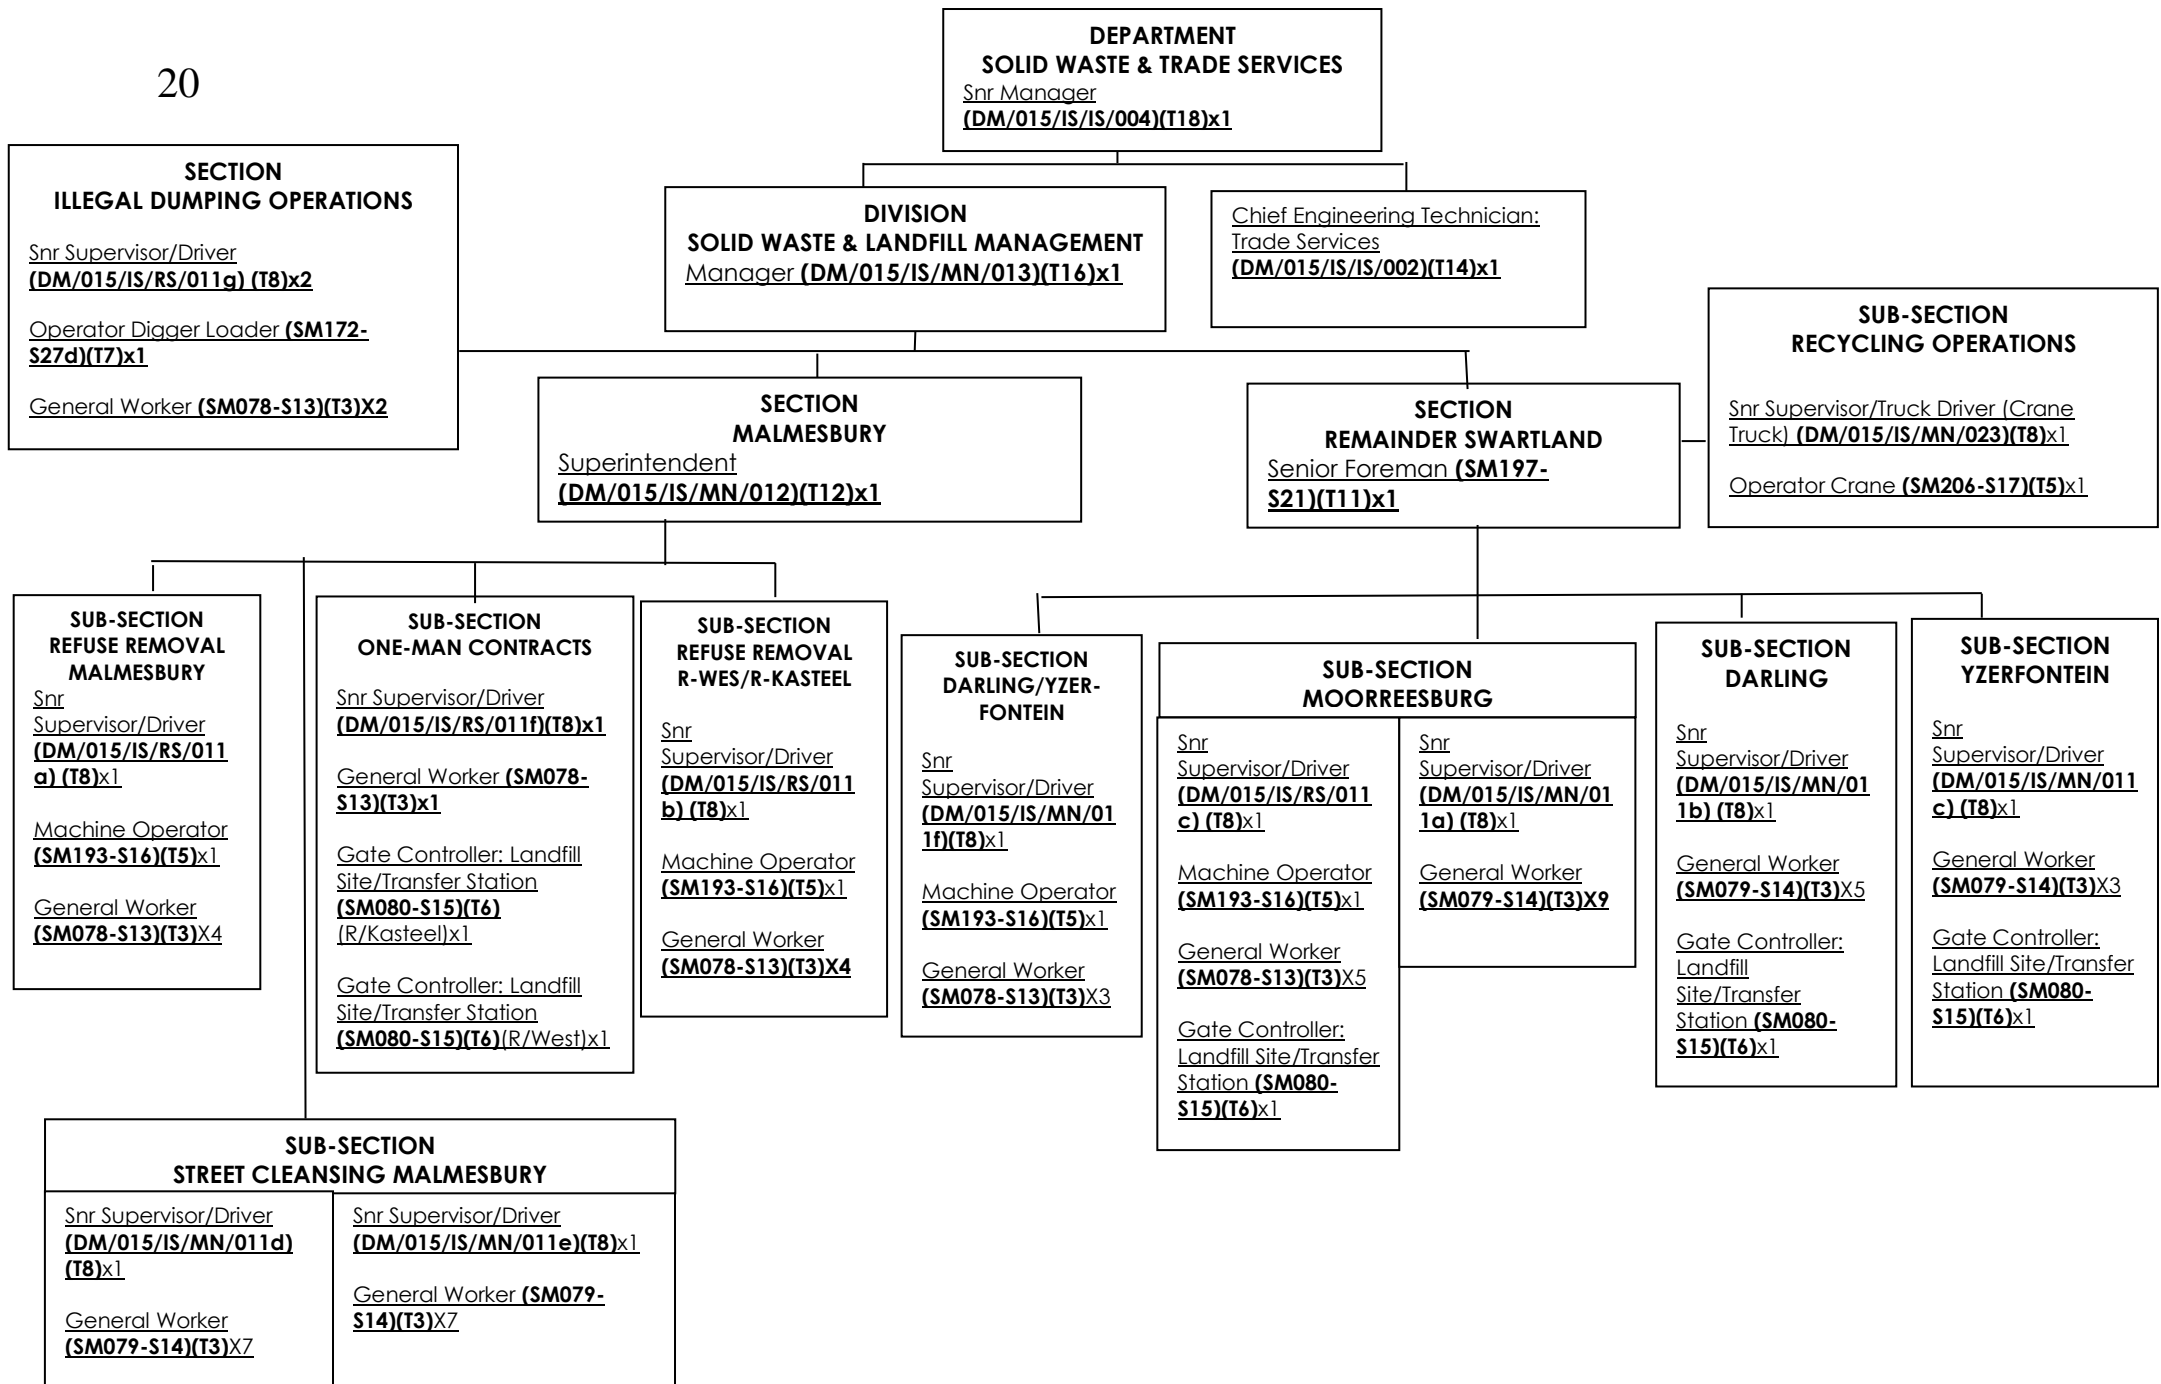 20
DEPARTMENT
SOLID WASTE & TRADE SERVICES
Snr Manager
(DM/015/IS/IS/004)(T18)x1
SECTION
ILLEGAL DUMPING OPERATIONS
Snr Supervisor/Driver
(DM/015/IS/RS/011g) (T8)x2
Operator Digger Loader (SM172-
S27d)(T7)x1
General Worker (SM078-S13)(T3)X2
DIVISION
SOLID WASTE & LANDFILL MANAGEMENT
Manager (DM/015/IS/MN/013)(T16)x1
Chief Engineering Technician:
Trade Services
(DM/015/IS/IS/002)(T14)x1
SUB-SECTION
RECYCLING OPERATIONS
Snr Supervisor/Truck Driver (Crane
Truck) (DM/015/IS/MN/023)(T8)x1
Operator Crane (SM206-S17)(T5)x1
SECTION
MALMESBURY
Superintendent
(DM/015/IS/MN/012)(T12)x1
SECTION
REMAINDER SWARTLAND
Senior Foreman (SM197-
S21)(T11)x1
SUB-SECTION
REFUSE REMOVAL
MALMESBURY
Snr
Supervisor/Driver
(DM/015/IS/RS/011
a) (T8)x1
Machine Operator
(SM193-S16)(T5)x1
General Worker
(SM078-S13)(T3)X4
SUB-SECTION
ONE-MAN CONTRACTS
Snr Supervisor/Driver
(DM/015/IS/RS/011f)(T8)x1
General Worker (SM078-
S13)(T3)x1
Gate Controller: Landfill
Site/Transfer Station
(SM080-S15)(T6)
(R/Kasteel)x1
Gate Controller: Landfill
Site/Transfer Station
(SM080-S15)(T6)(R/West)x1
SUB-SECTION
REFUSE REMOVAL
R-WES/R-KASTEEL
Snr
Supervisor/Driver
(DM/015/IS/RS/011
b) (T8)x1
Machine Operator
(SM193-S16)(T5)x1
General Worker
(SM078-S13)(T3)X4
SUB-SECTION
DARLING/YZER-
FONTEIN
Snr
Supervisor/Driver
(DM/015/IS/MN/01
1f)(T8)x1
Machine Operator
(SM193-S16)(T5)x1
General Worker
(SM078-S13)(T3)X3
SUB-SECTION
MOORREESBURG
Snr
Supervisor/Driver
(DM/015/IS/RS/011
c) (T8)x1
Machine Operator
(SM193-S16)(T5)x1
General Worker
(SM078-S13)(T3)X5
Gate Controller:
Landfill Site/Transfer
Station (SM080-
S15)(T6)x1
Snr
Supervisor/Driver
(DM/015/IS/MN/01
1a) (T8)x1
General Worker
(SM079-S14)(T3)X9
SUB-SECTION
DARLING
Snr
Supervisor/Driver
(DM/015/IS/MN/01
1b) (T8)x1
General Worker
(SM079-S14)(T3)X5
Gate Controller:
Landfill
Site/Transfer
Station (SM080-
S15)(T6)x1
SUB-SECTION
YZERFONTEIN
Snr
Supervisor/Driver
(DM/015/IS/MN/011
c) (T8)x1
General Worker
(SM079-S14)(T3)X3
Gate Controller:
Landfill Site/Transfer
Station (SM080-
S15)(T6)x1
SUB-SECTION
STREET CLEANSING MALMESBURY
Snr Supervisor/Driver
(DM/015/IS/MN/011d)
(T8)x1
General Worker
(SM079-S14)(T3)X7
Snr Supervisor/Driver
(DM/015/IS/MN/011e)(T8)x1
General Worker (SM079-
S14)(T3)X7